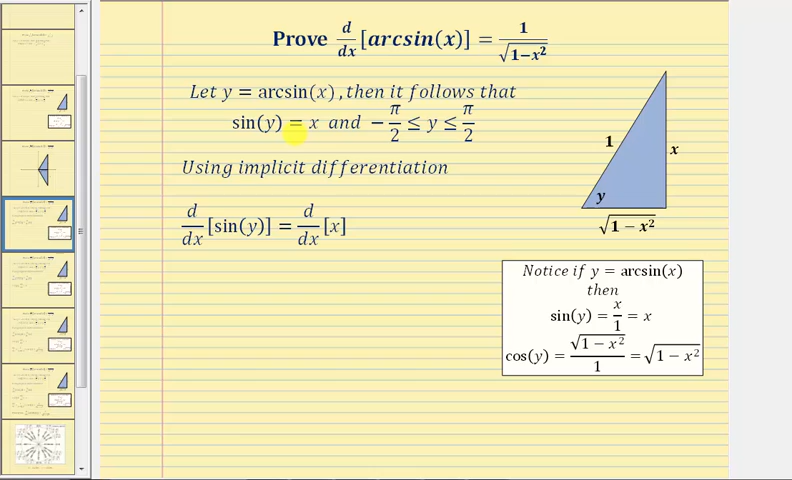 Prove d/dx [arcsin(x)] = 1/√(1−x²)
Let y = arcsin(x) , then it follows that
sin(y) = x and − π/2 ≤ y ≤ π/2
Using implicit differentiation
d/dx [sin(y)] = d/dx [x]
1
x
y
√(1 − x²)
Notice if y = arcsin(x)
then
sin(y) = x/1 = x
cos(y) = √(1 − x²)/1 = √(1 − x²)